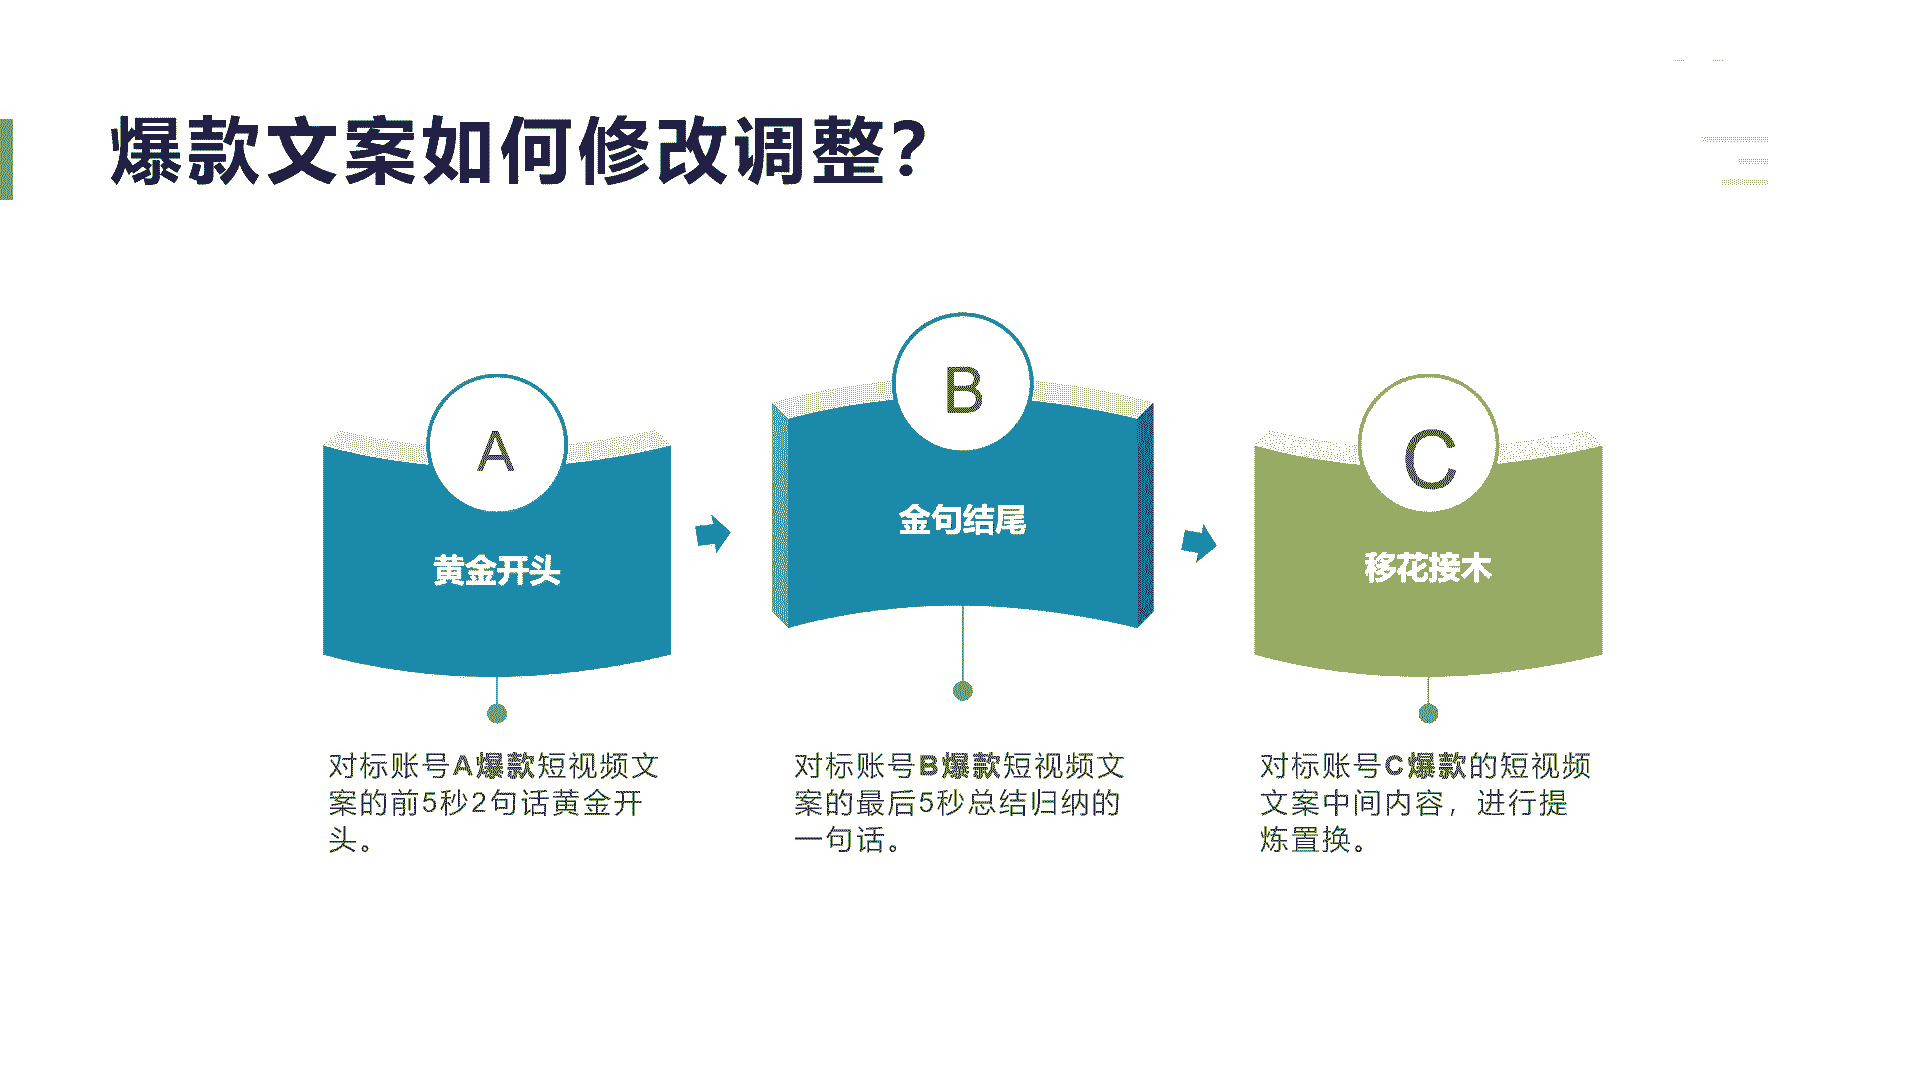 爆款文案如何修改调整？
A
黄金开头
对标账号A爆款短视频文
案的前5秒2句话黄金开
头。
B
金句结尾
对标账号B爆款短视频文
案的最后5秒总结归纳的
一句话。
C
移花接木
对标账号C爆款的短视频
文案中间内容，进行提
炼置换。